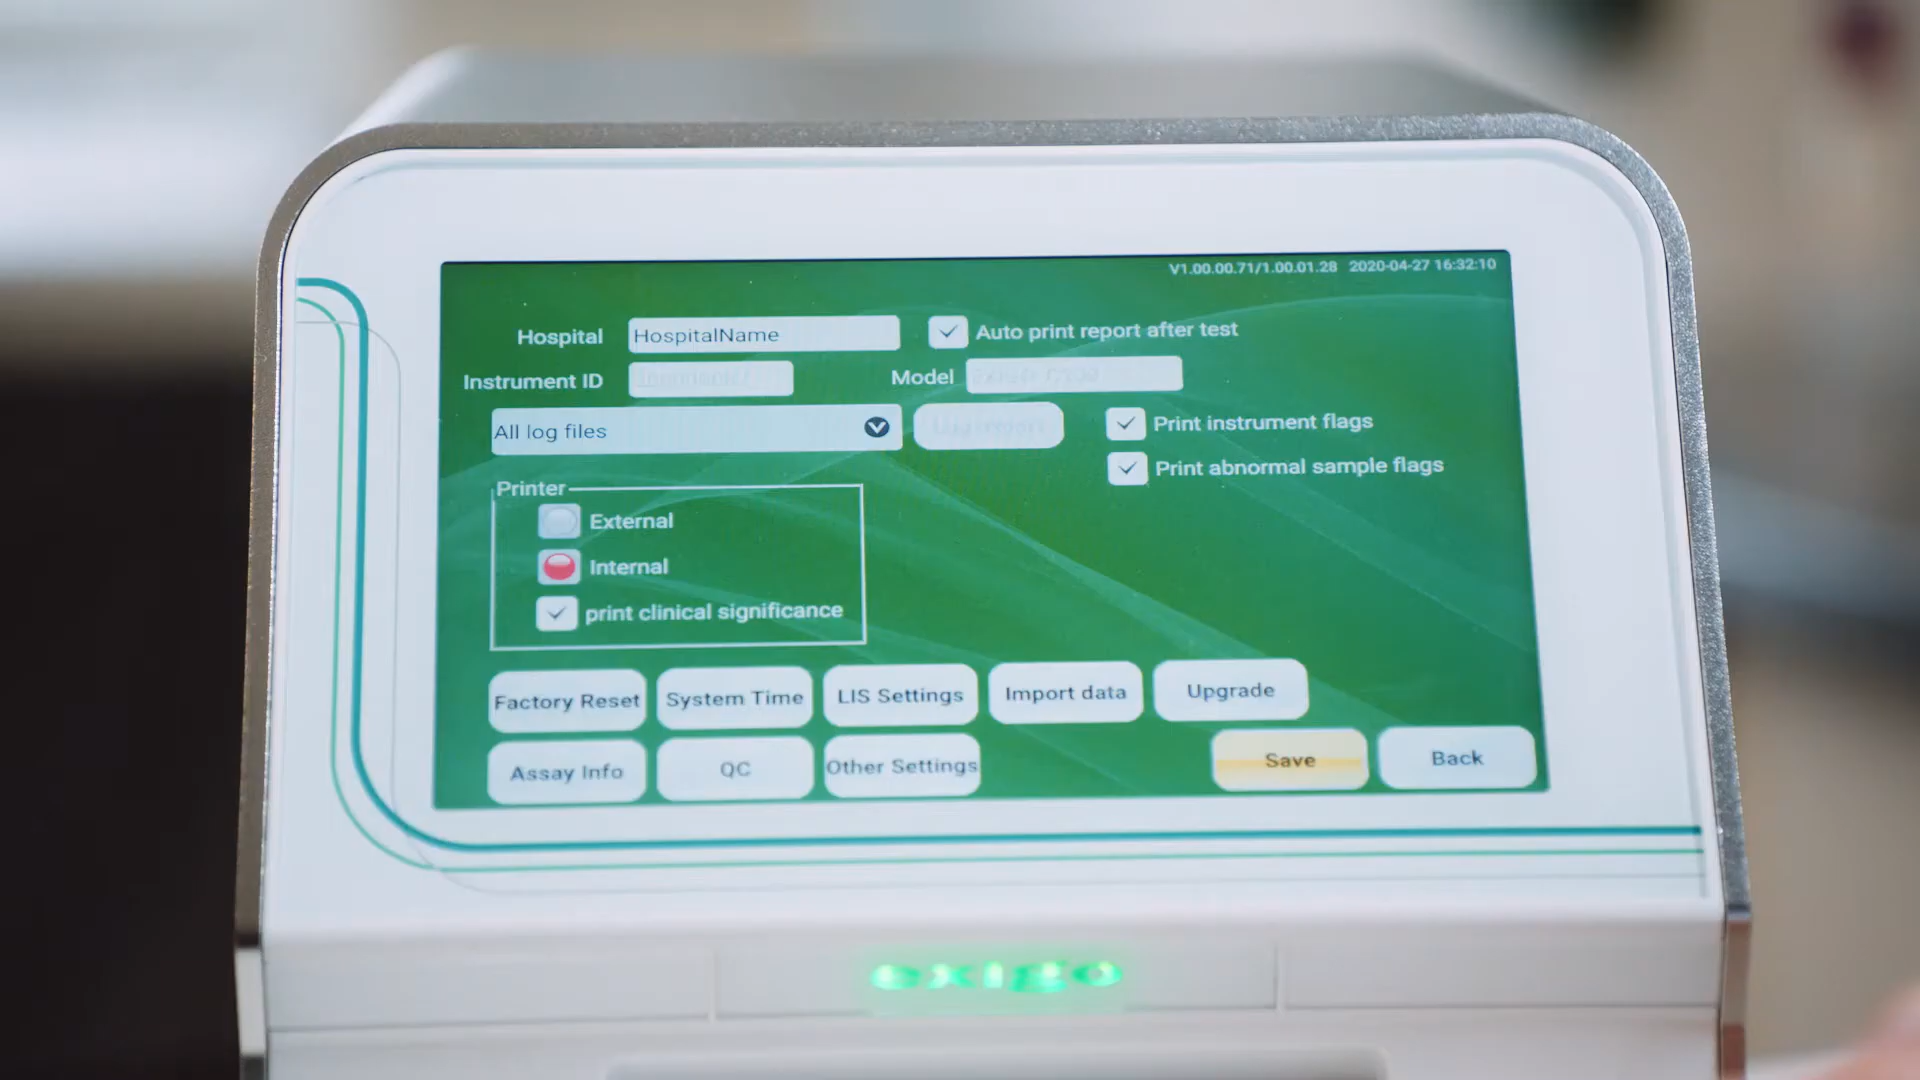 V1.00.00.71/1.00.01.28 2020-04-27 16:32:10
Hospital HospitalName Auto print report after test
Instrument ID Model
All log files Print instrument flags
Print abnormal sample flags
Printer
External
Internal
print clinical significance
Factory Reset System Time LIS Settings Import data Upgrade
Assay Info QC Other Settings Save Back
exigo